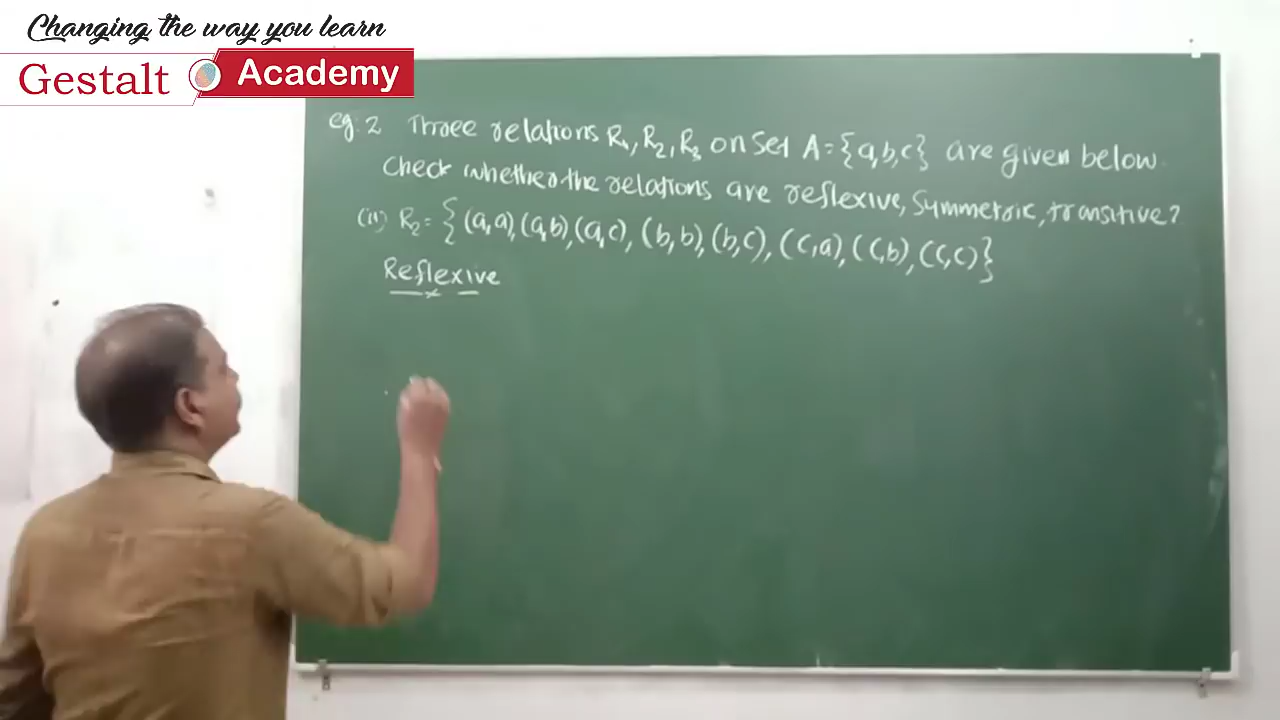 Changing the way you learn
Gestalt Academy
eg: 2 Three relations R₁, R₂, R₃ on Set A = {a,b,c} are given below.
Check whether the relations are reflexive, Symmetric, transitive?
(ii) R₂ = { (a,a), (a,b), (a,c), (b,b), (b,c), (c,a), (c,b), (c,c)}
Reflexive